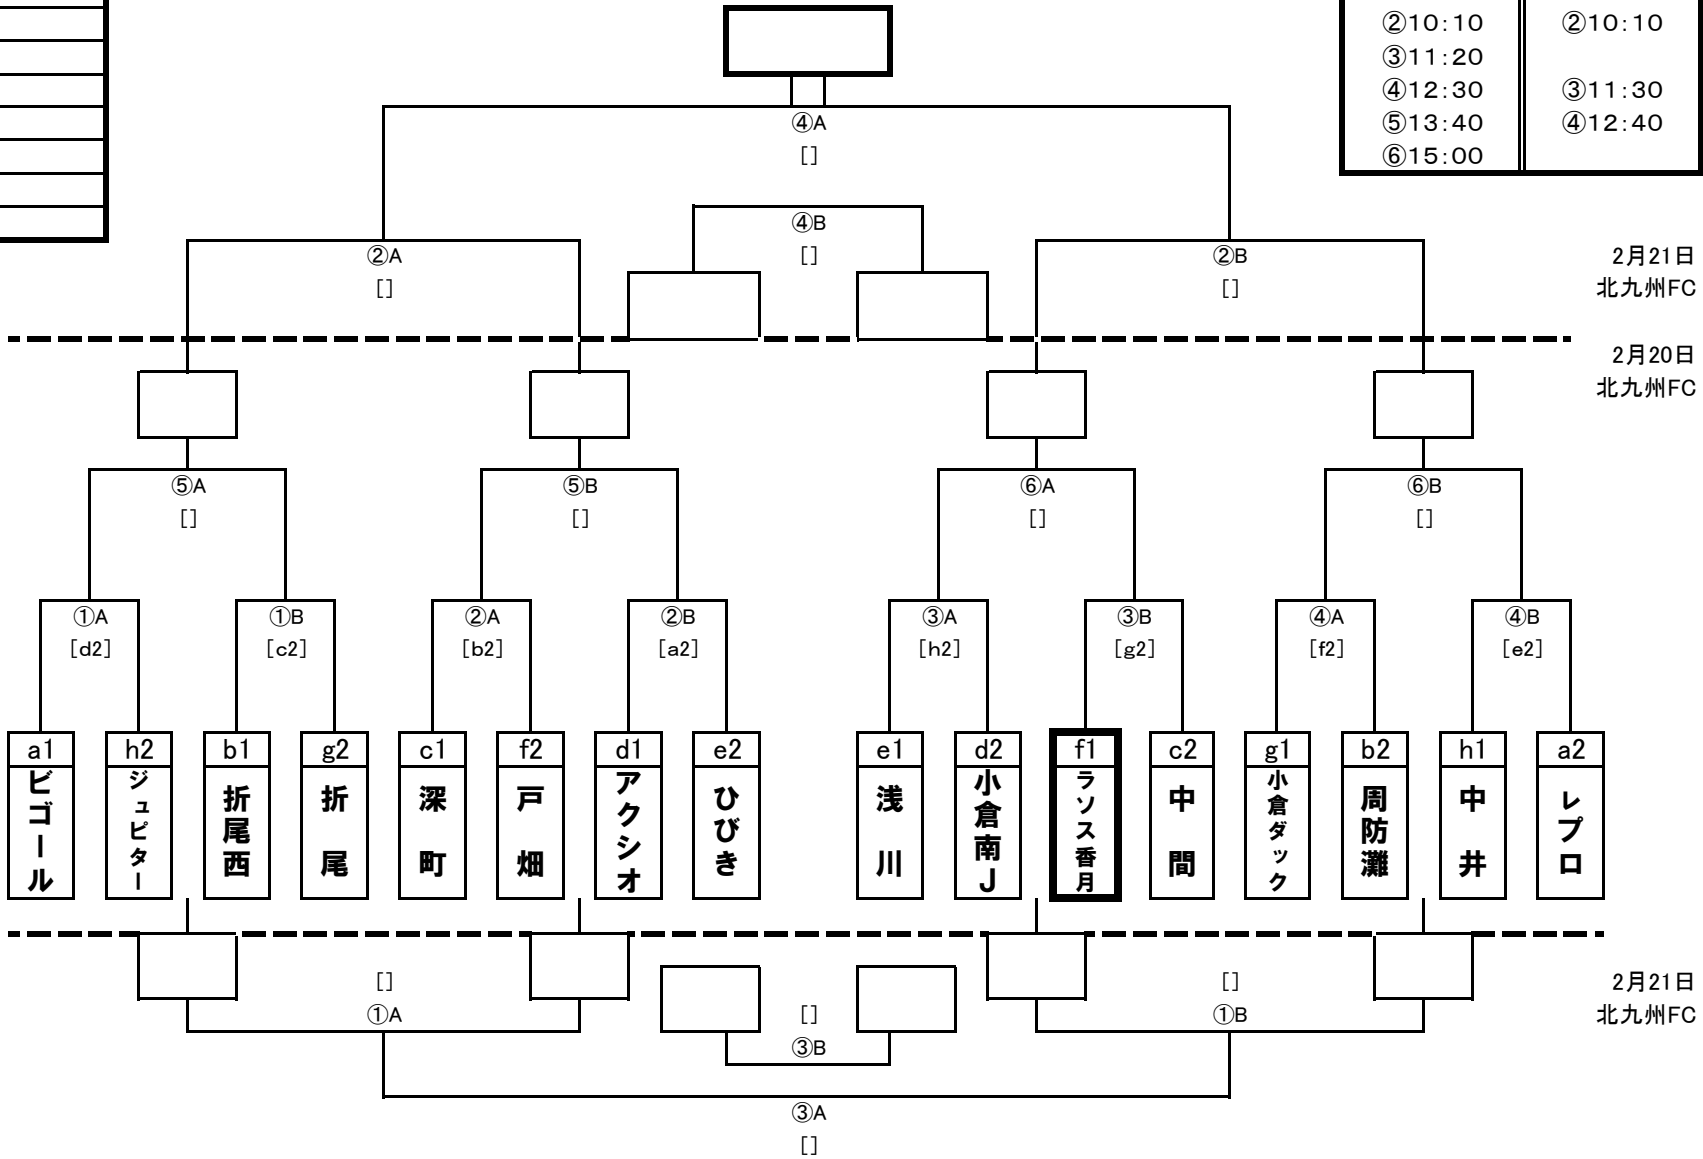 ②10:10 ②10:10
③11:20
④12:30 ③11:30
⑤13:40 ④12:40
⑥15:00
④A
[]
④B
[]
②A
[]
②B
[]
2月21日
北九州FC
2月20日
北九州FC
⑤A ⑤B ⑥A ⑥B
[] [] [] []
①A ①B ②A ②B ③A ③B ④A ④B
[d2] [c2] [b2] [a2] [h2] [g2] [f2] [e2]
a1 h2 b1 g2 c1 f2 d1 e2 e1 d2 f1 c2 g1 b2 h1 a2
ビゴール
ジュピター
折尾西
折尾
深町
戸畑
アクシオ
ひびき
浅川
小倉南J
ラソス香月
中間
小倉ダック
周防灘
中井
レプロ
[] []
①A ①B
[]
③B
2月21日
北九州FC
③A
[]